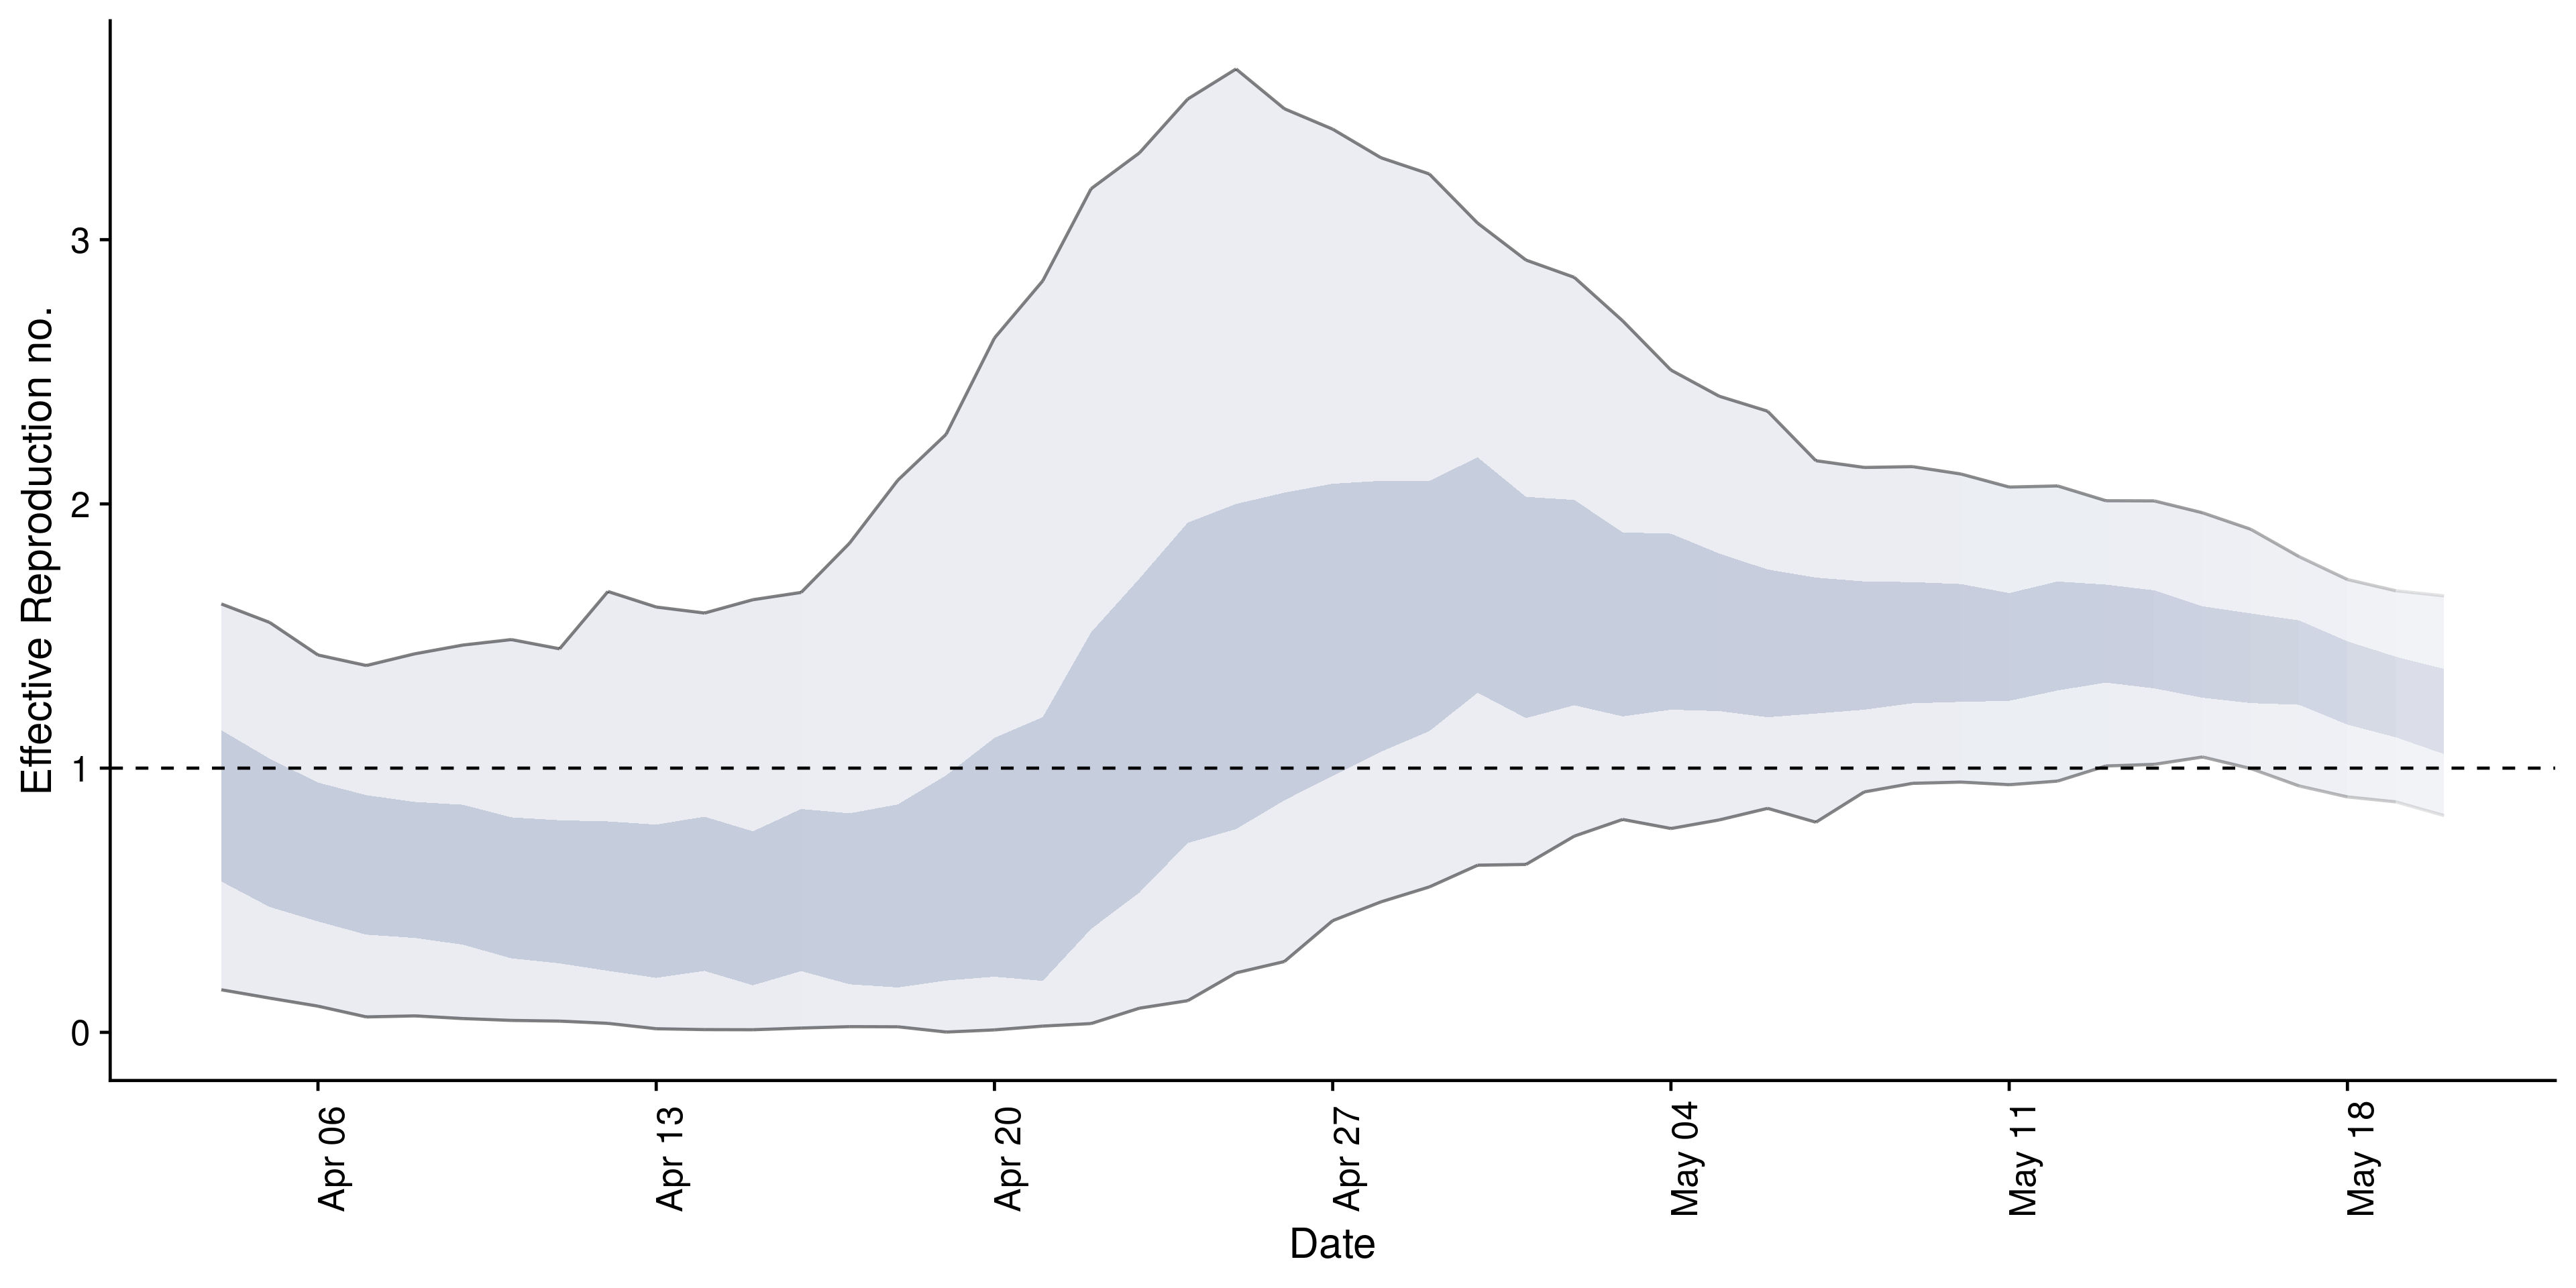 Effective Reproduction no.
3
2
1
0
Apr 06
Apr 13
Apr 20
Apr 27
May 04
May 11
May 18
Date